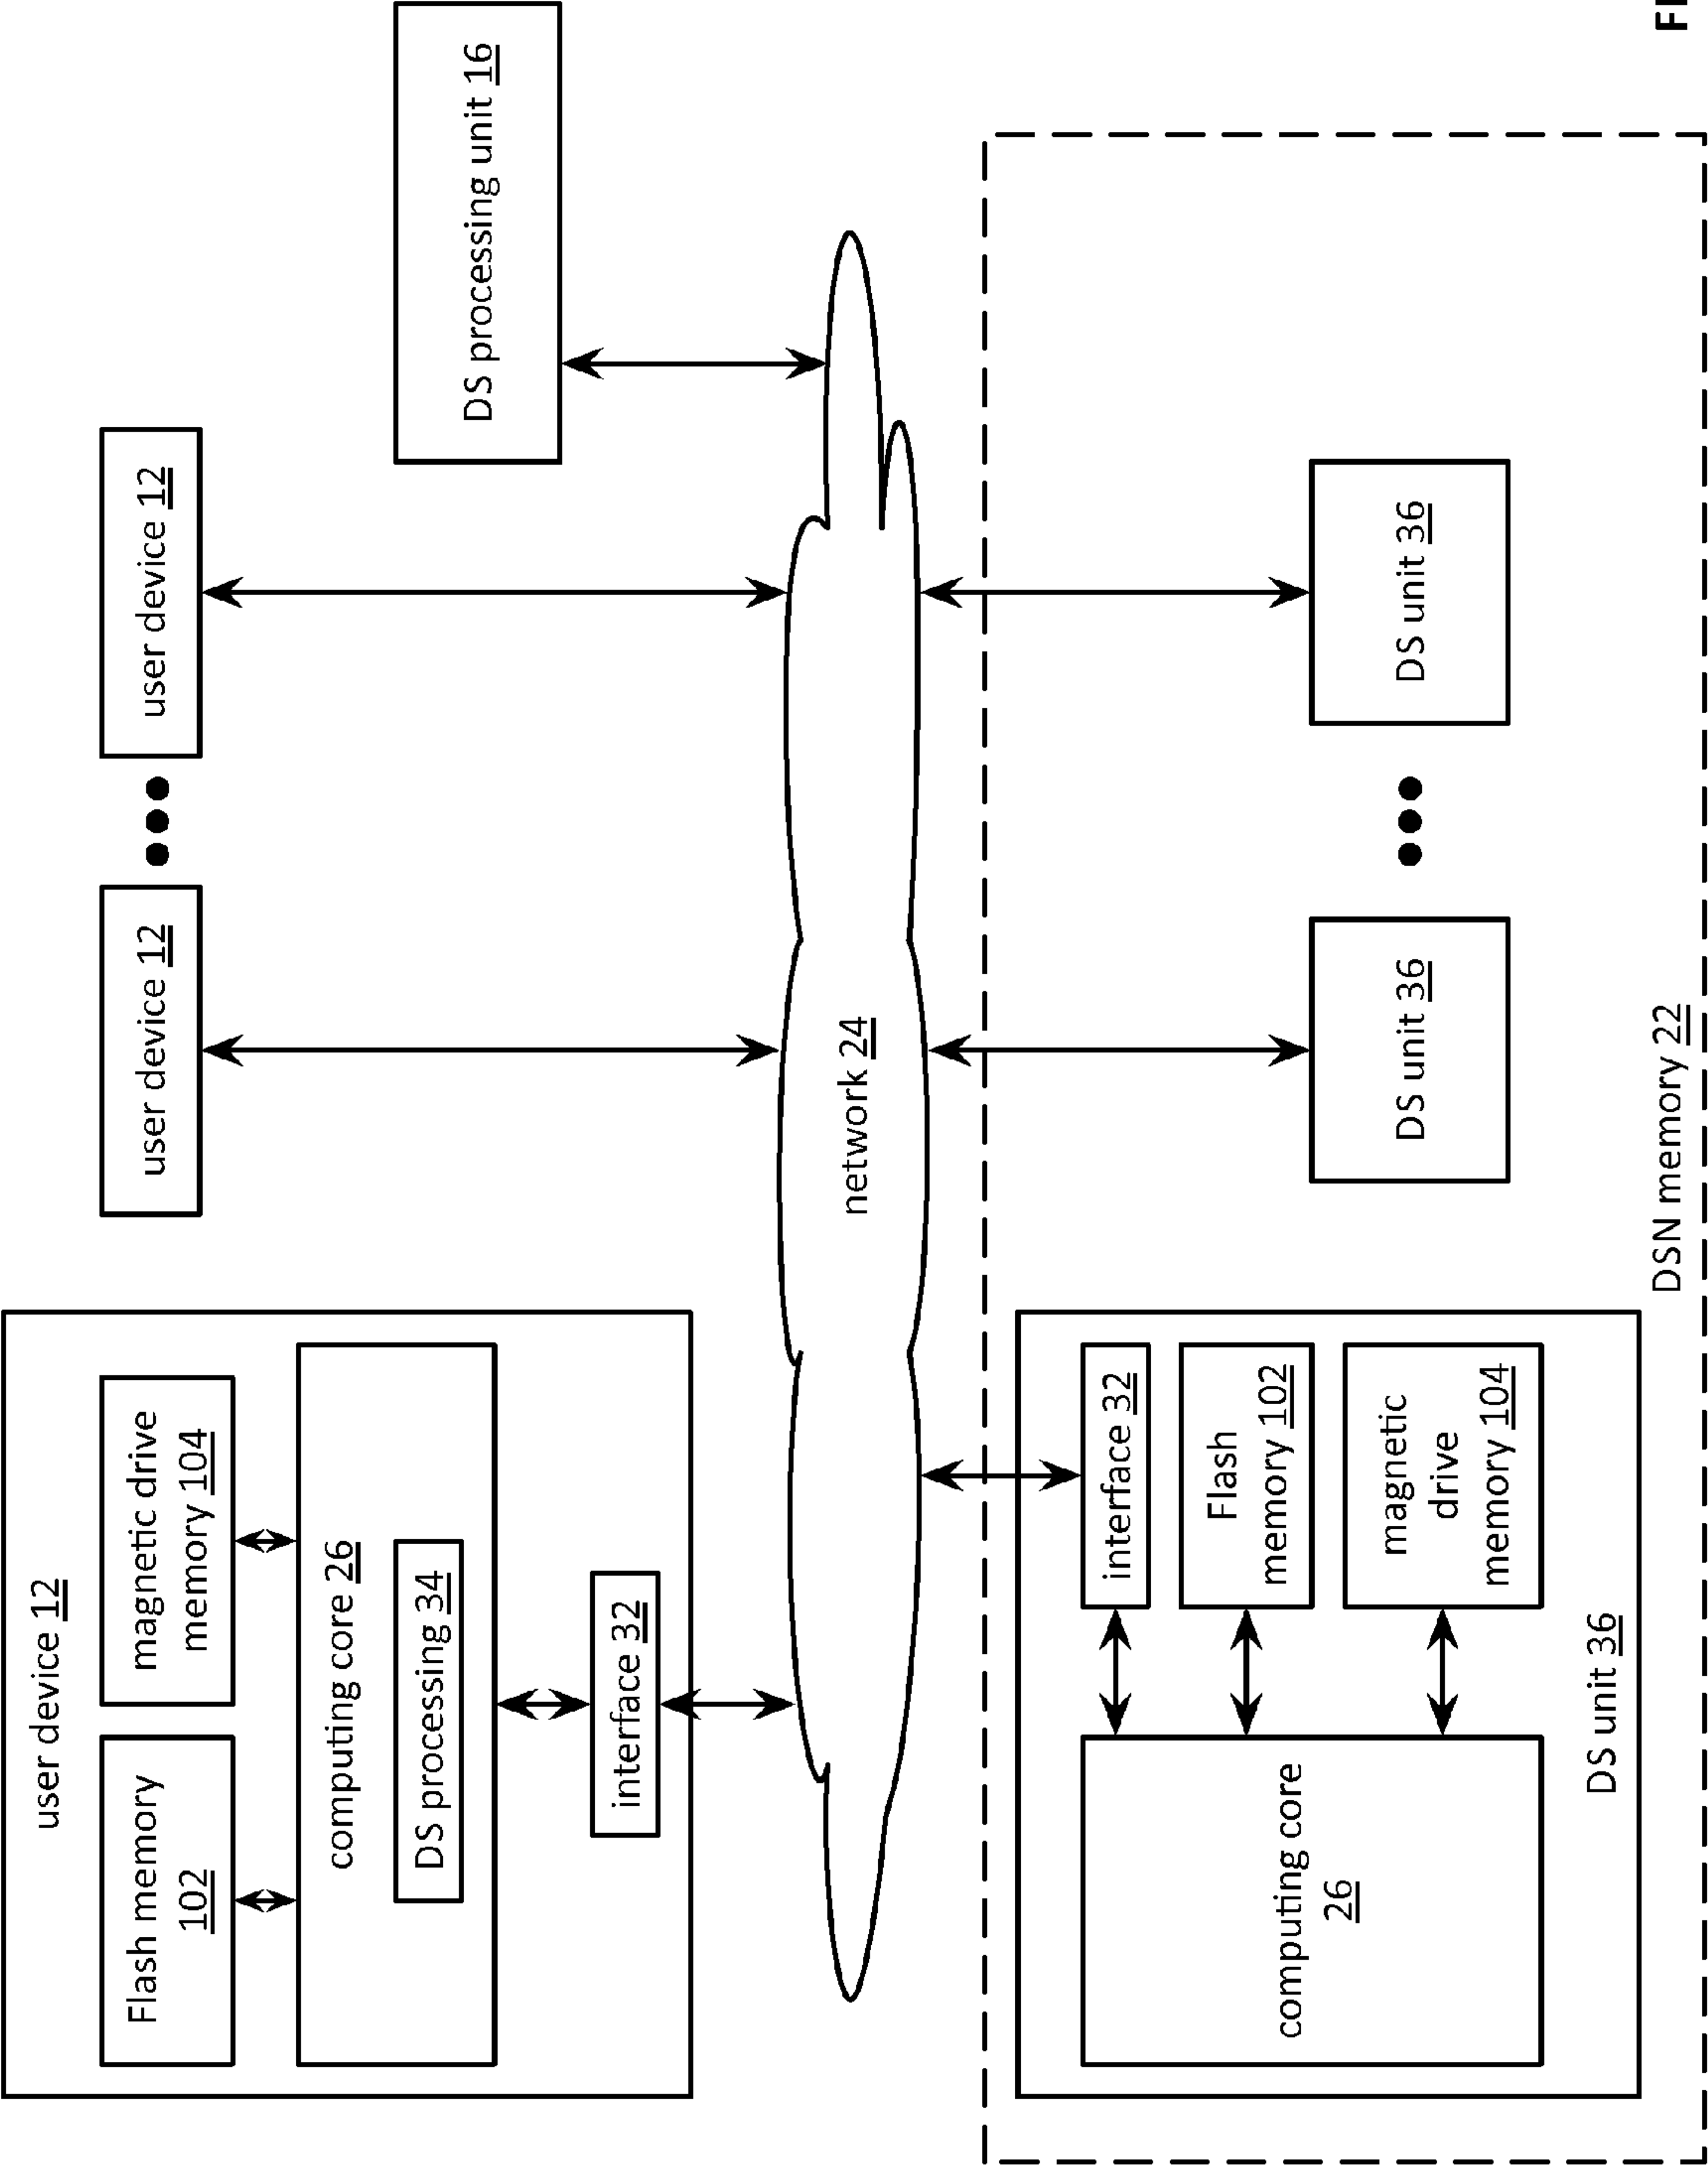 user device 12
Flash memory
102
magnetic drive
memory 104
computing core 26
DS processing 34
interface 32
user device 12
user device 12
DS processing unit 16
network 24
computing core
26
interface 32
Flash
memory 102
magnetic
drive
memory 104
DS unit 36
DS unit 36
DS unit 36
DSN memory 22